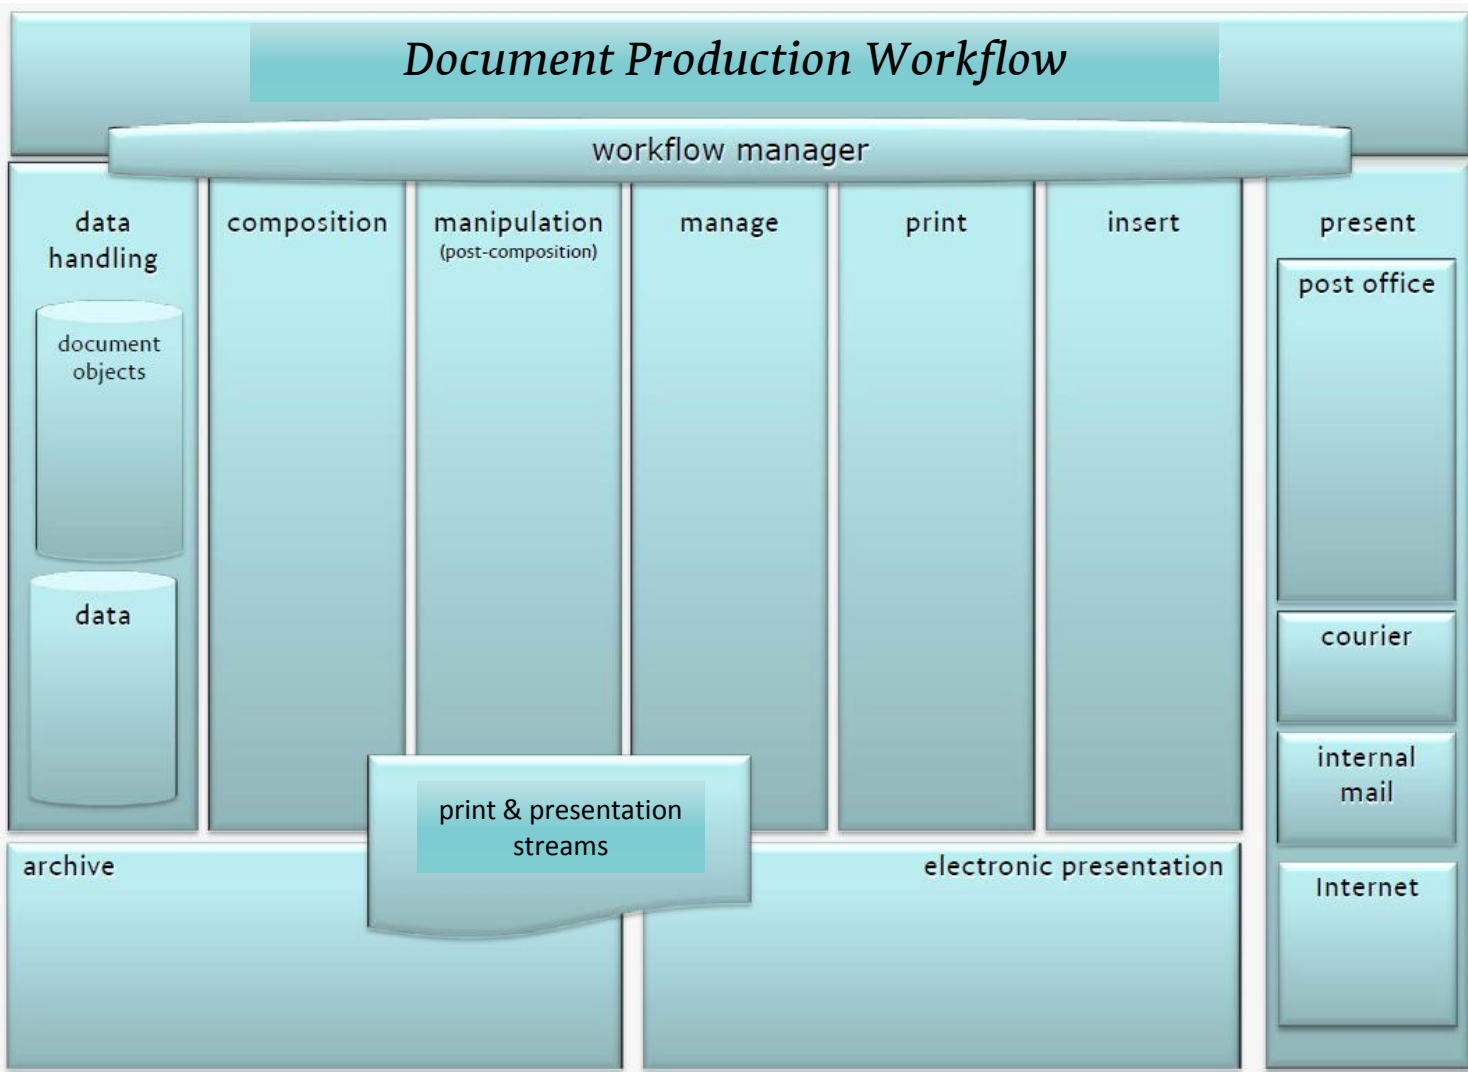 Document Production Workflow
workflow manager
data
handling
document
objects
data
composition
manipulation
(post-composition)
manage
print
insert
present
post office
courier
internal
mail
Internet
print & presentation
streams
archive
electronic presentation